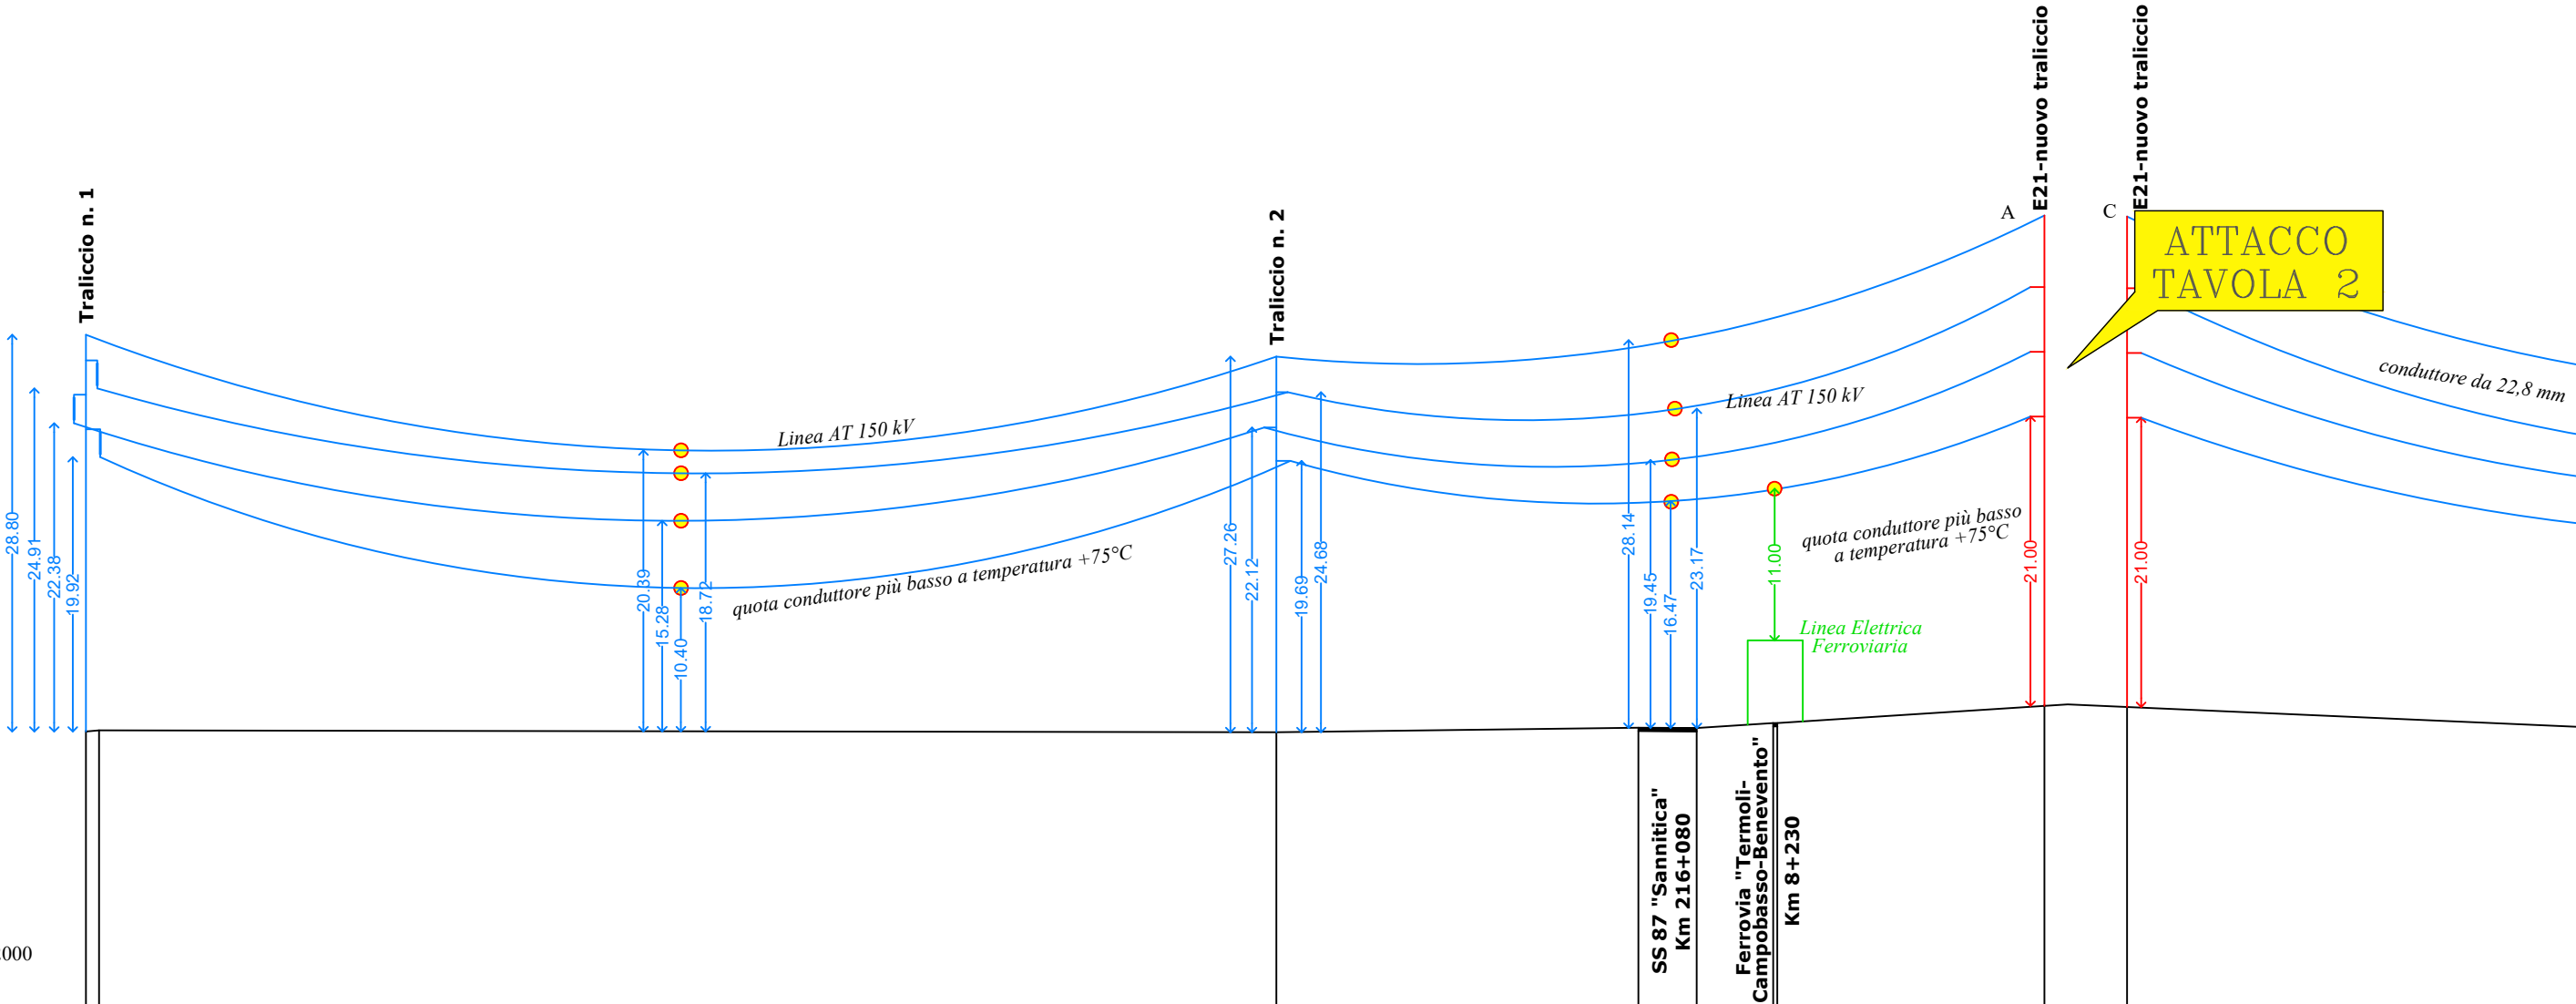 Traliccio n. 1
28.80
24.91
22.38
19.92
20.39
15.28
10.40
18.72
Linea AT 150 kV
quota conduttore più basso a temperatura +75°C
Traliccio n. 2
27.26
22.12
19.69
24.68
28.14
19.45
16.47
23.17
Linea AT 150 kV
11.00
quota conduttore più basso
a temperatura +75°C
Linea Elettrica
Ferroviaria
A
E21-nuovo traliccio
21.00
C
E21-nuovo traliccio
21.00
ATTACCO
TAVOLA 2
conduttore da 22,8 mm
SS 87 "Sannitica"
Km 216+080
Ferrovia "Termoli-
Campobasso-Benevento"
Km 8+230
000